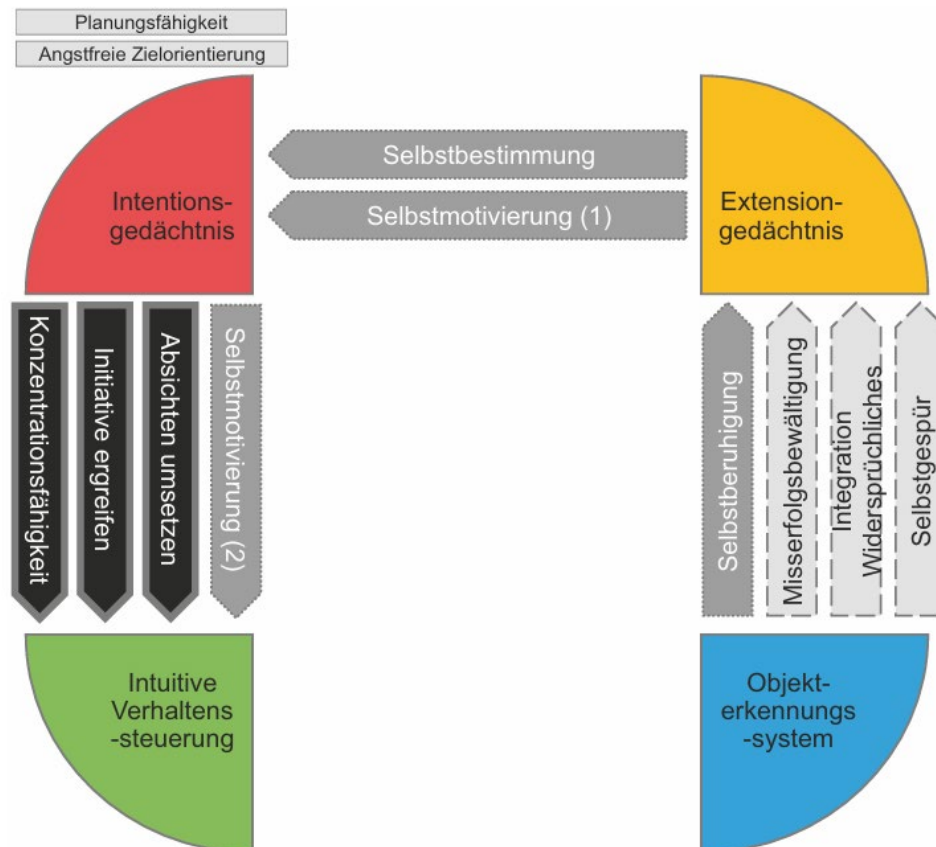 Planungsfähigkeit
Angstfreie Zielorientierung
Selbstbestimmung
Selbstmotivierung (1)
Intentions-
gedächtnis
Extension-
gedächtnis
Konzentrationsfähigkeit
Initiative ergreifen
Absichten umsetzen
Selbstmotivierung (2)
Selbstberuhigung
Misserfolgsbewältigung
Integration
Widersprüchliches
Selbstgespür
Intuitive
Verhaltens
-steuerung
Objekt-
erkennungs
-system